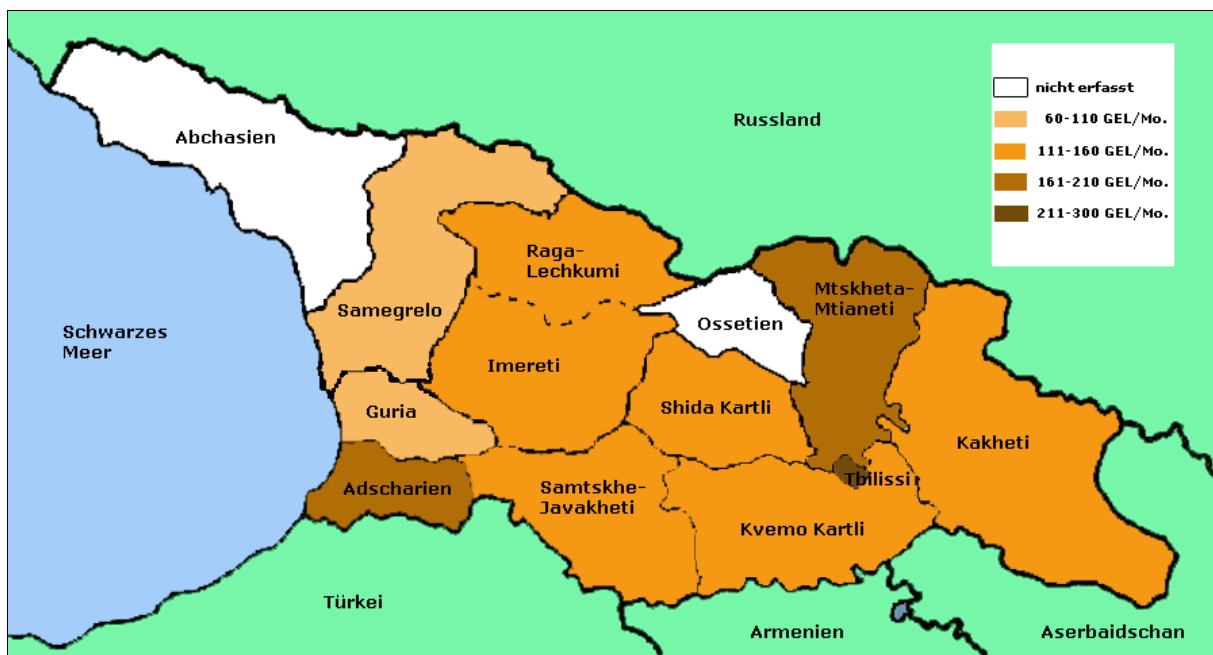 nicht erfasst
60-110 GEL/Mo.
111-160 GEL/Mo.
161-210 GEL/Mo.
211-300 GEL/Mo.
Russland
Abchasien
Raga-
Lechkumi
Mtskheta-
Mtianeti
Samegrelo
Ossetien
Schwarzes
Meer
Imereti
Guria
Shida Kartli
Kakheti
Adscharien
Samtskhe-
Javakheti
Tbilissi
Kvemo Kartli
Türkei
Armenien
Aserbaidschan